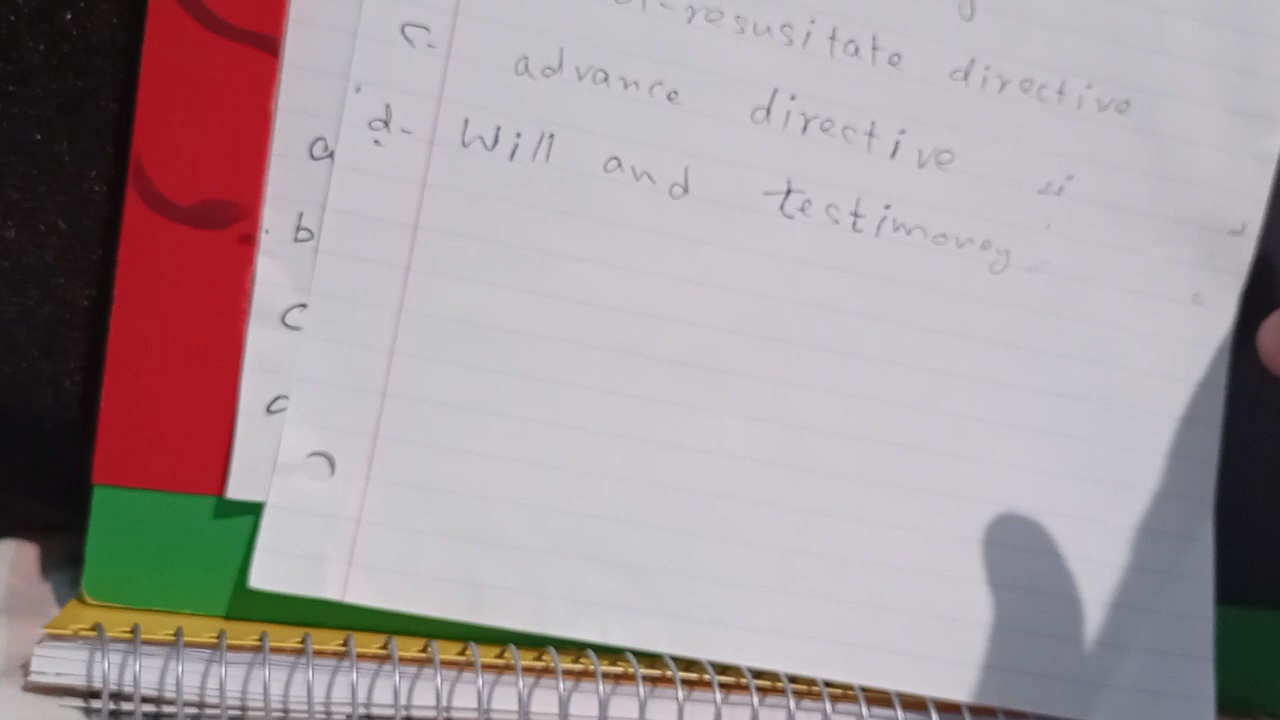 -resusitate directive
c- advance directive
d- Will and testimoney.
a
b
c
c